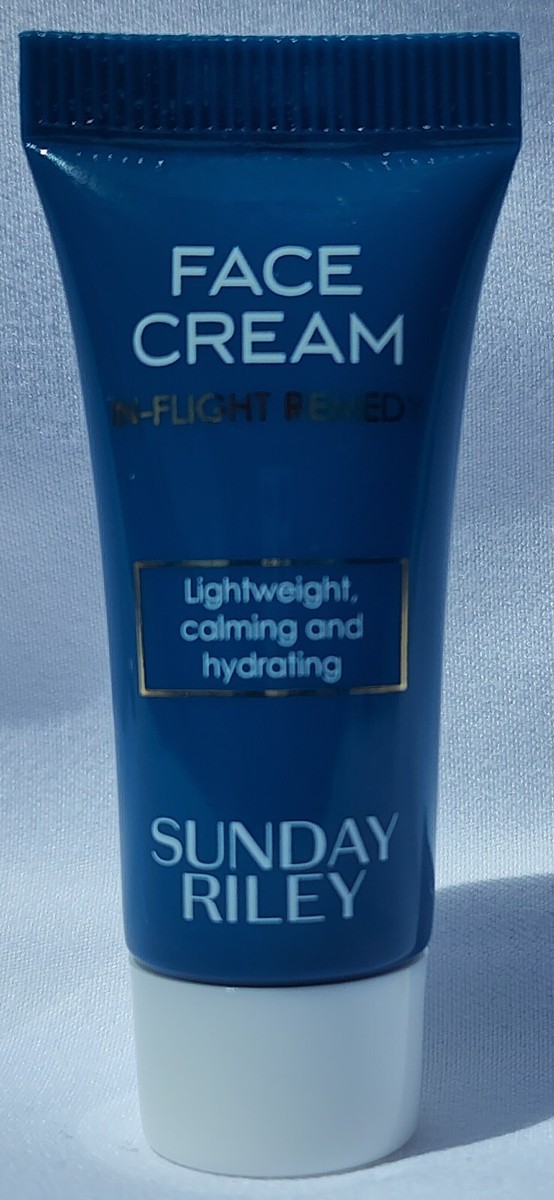 FACE
CREAM
IN-FLIGHT REMEDY
Lightweight,
calming and
hydrating
SUNDAY
RILEY